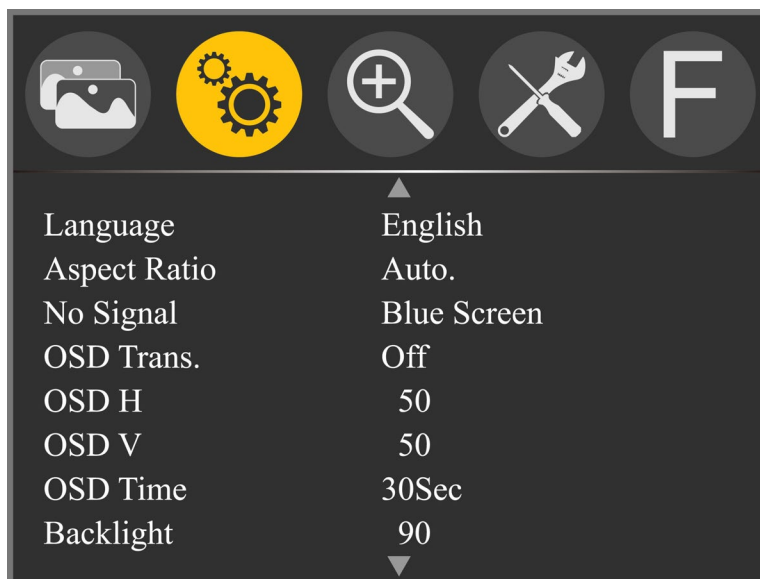 F
Language English
Aspect Ratio Auto.
No Signal Blue Screen
OSD Trans. Off
OSD H 50
OSD V 50
OSD Time 30Sec
Backlight 90